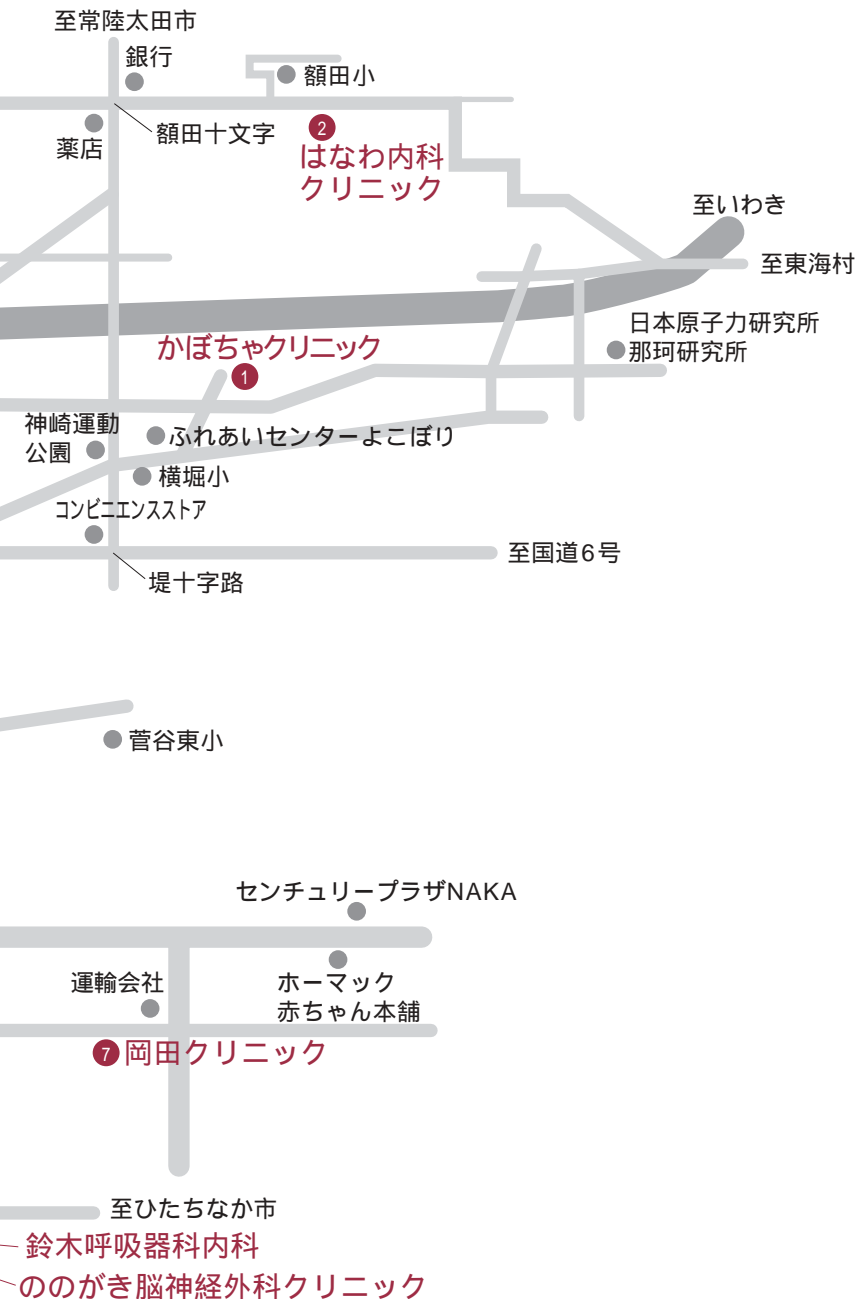 至常陸太田市
銀行
額田小
薬店
額田十文字
2
はなわ内科
クリニック
至いわき
至東海村
日本原子力研究所
那珂研究所
かぼちゃクリニック
1
神崎運動
公園
ふれあいセンターよこぼり
横堀小
コンビニエンスストア
至国道6号
堤十字路
菅谷東小
センチュリープラザNAKA
運輸会社
ホーマック
赤ちゃん本舗
7 岡田クリニック
至ひたちなか市
鈴木呼吸器科内科
ののがき脳神経外科クリニック